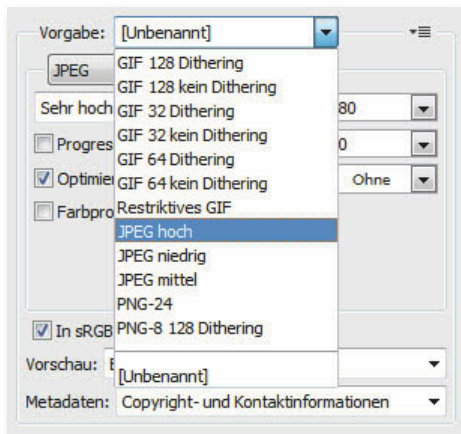 Vorgabe: [Unbenannt]
JPEG
GIF 128 Dithering
GIF 128 kein Dithering
Sehr hoch
GIF 32 Dithering
80
GIF 32 kein Dithering
Progres
GIF 64 Dithering
0
Optimie
GIF 64 kein Dithering
Ohne
Farbpro
Restriktives GIF
JPEG hoch
JPEG niedrig
JPEG mittel
PNG-24
In sRGB
PNG-8 128 Dithering
Vorschau:
[Unbenannt]
Metadaten: Copyright- und Kontaktinformationen